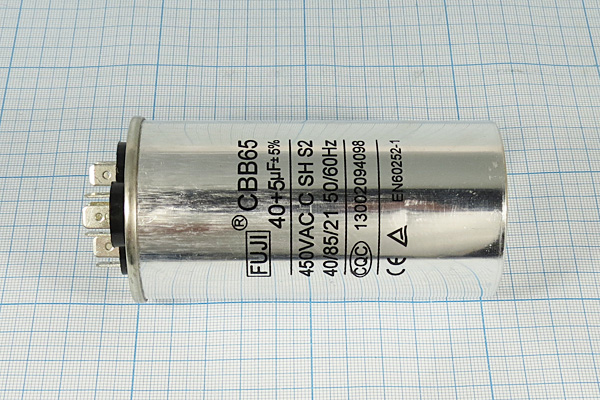 FUJI ® CBB65
40+5μF±5%
450VAC C SH S2
40/85/21 50/60Hz
CQC 13002094098
CE EN60252-1